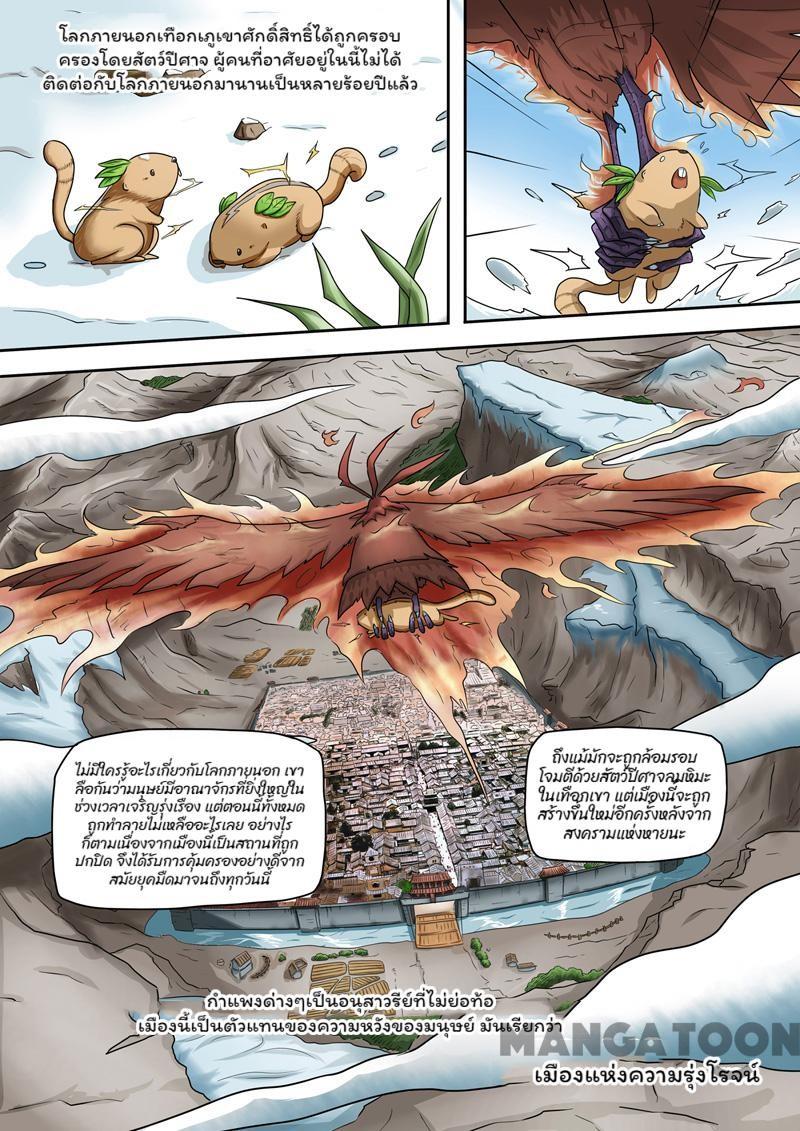 โลกภายนอกเทือกเภูเขาศักดิ์สิทธิ์ได้ถูกครอบ
ครองโดยสัตว์ปีศาจ ผู้คนที่อาศัยอยู่ในนี้ไม่ได้
ติดต่อกับโลกภายนอกมานานเป็นหลายร้อยปีแล้ว
ไม่มีใครรู้อะไรเกี่ยวกับโลกภายนอก เขา
ลือกันว่ามนุษย์มีอาณาจักรที่ยิ่งใหญ่ใน
ช่วงเวลาเจริญรุ่งเรือง แต่ตอนนี้ทั้งหมด
ถูกทำลายไม่เหลืออะไรเลย อย่างไร
ก็ตามเนื่องจากเมืองนี้เป็นสถานที่ถูก
ปกปิด จึงได้รับการคุ้มครองอย่างดีจาก
สมัยยุคมืดมาจนถึงทุกวันนี้
ถึงแม้มักจะถูกล้อมรอบ
โจมตีด้วยสัตว์ปีศาจลมหิมะ
ในเทือกเขา แต่เมืองนี้จะถูก
สร้างขึ้นใหม่อีกครั้งหลังจาก
สงครามแห่งหายนะ
กำแพงด่างๆเป็นอนุสาวรีย์ที่ไม่ย่อท้อ
เมืองนี้เป็นตัวแทนของความหวังของมนุษย์ มันเรียกว่า
MANGATOON
เมืองแห่งความรุ่งโรจน์